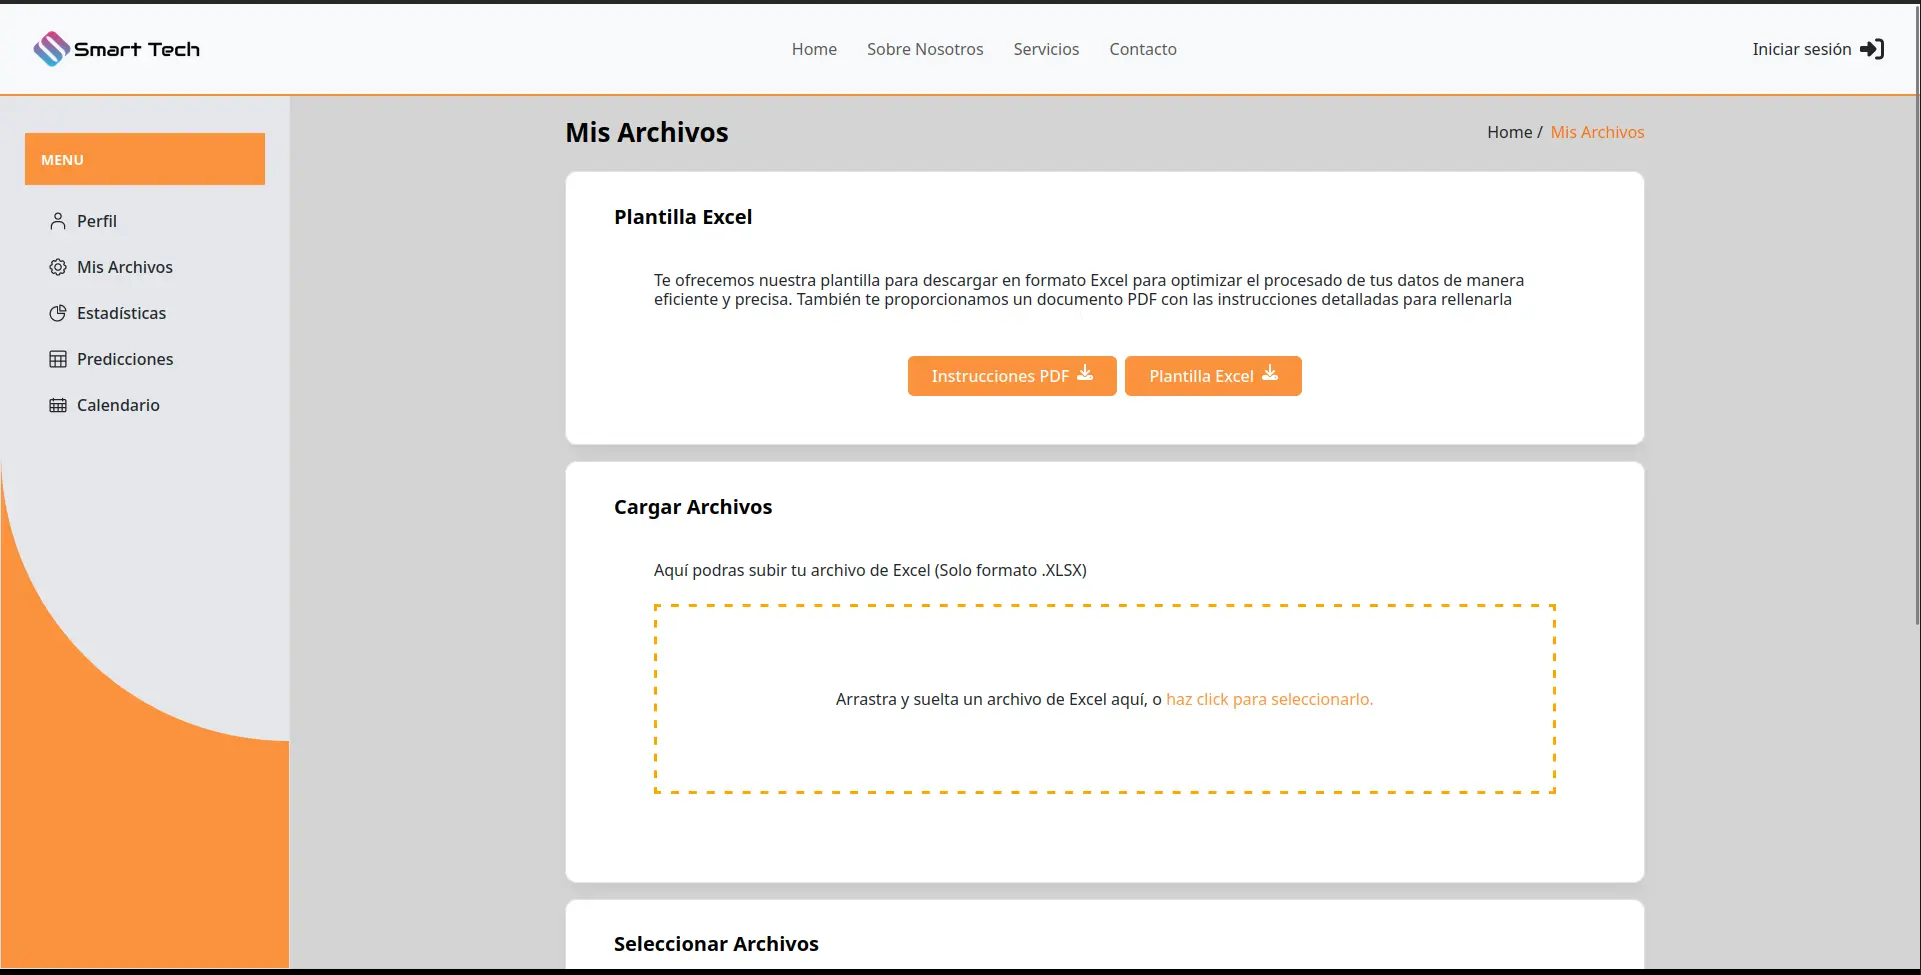 Smart Tech
Home
Sobre Nosotros
Servicios
Contacto
Iniciar sesión
MENU
Perfil
Mis Archivos
Estadísticas
Predicciones
Calendario
Mis Archivos
Home / Mis Archivos
Plantilla Excel
Te ofrecemos nuestra plantilla para descargar en formato Excel para optimizar el procesado de tus datos de manera
eficiente y precisa. También te proporcionamos un documento PDF con las instrucciones detalladas para rellenarla
Instrucciones PDF
Plantilla Excel
Cargar Archivos
Aquí podras subir tu archivo de Excel (Solo formato .XLSX)
Arrastra y suelta un archivo de Excel aquí, o haz click para seleccionarlo.
Seleccionar Archivos